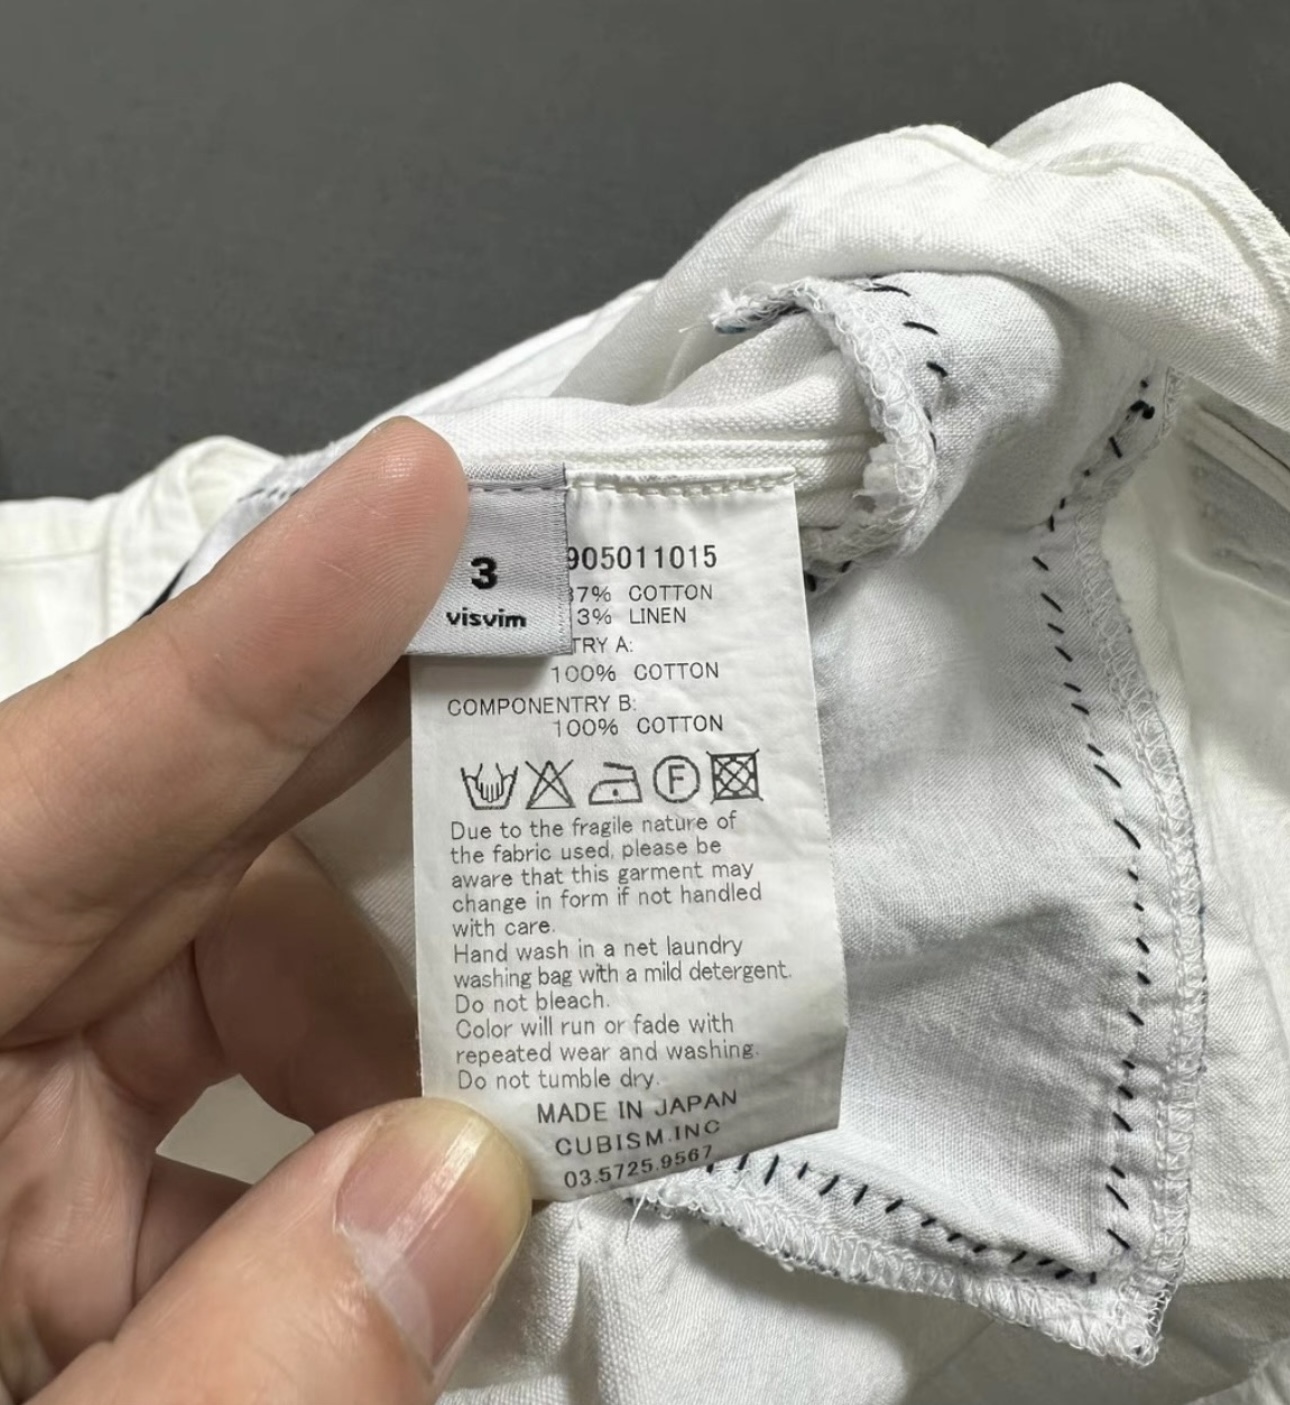 3
visvim
905011015
7% COTTON
3% LINEN
TRY A:
100% COTTON
COMPONENTRY B:
100% COTTON
F
Due to the fragile nature of
the fabric used, please be
aware that this garment may
change in form if not handled
with care.
Hand wash in a net laundry
washing bag with a mild detergent.
Do not bleach.
Color will run or fade with
repeated wear and washing.
Do not tumble dry.
MADE IN JAPAN
CUBISM.INC
03.5725.9567